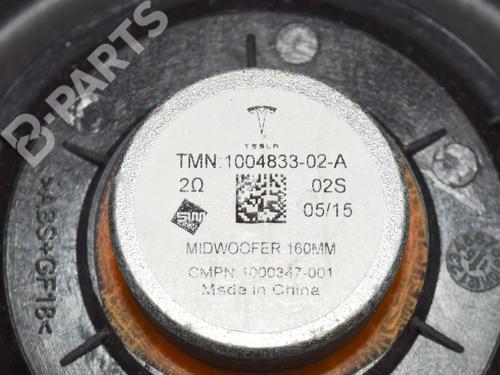 B-PARTS
TESLA
TMN:1004833-02-A
2Ω
02S
05/15
MIDWOOFER 160MM
CMPN 1000347-001
Made in China
>ABS+GF18<